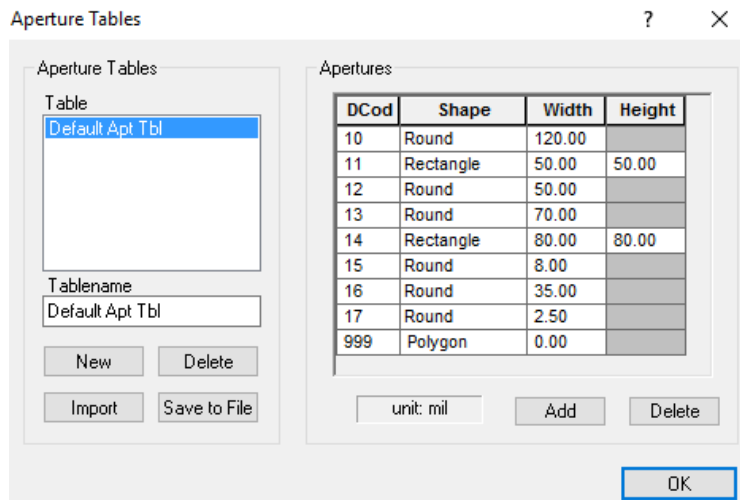 Aperture Tables ? ×
Aperture Tables
Table
Default Apt Tbl
Tablename
Default Apt Tbl
New Delete
Import Save to File
Apertures
DCod Shape Width Height
10 Round 120.00
11 Rectangle 50.00 50.00
12 Round 50.00
13 Round 70.00
14 Rectangle 80.00 80.00
15 Round 8.00
16 Round 35.00
17 Round 2.50
999 Polygon 0.00
unit: mil Add Delete
OK